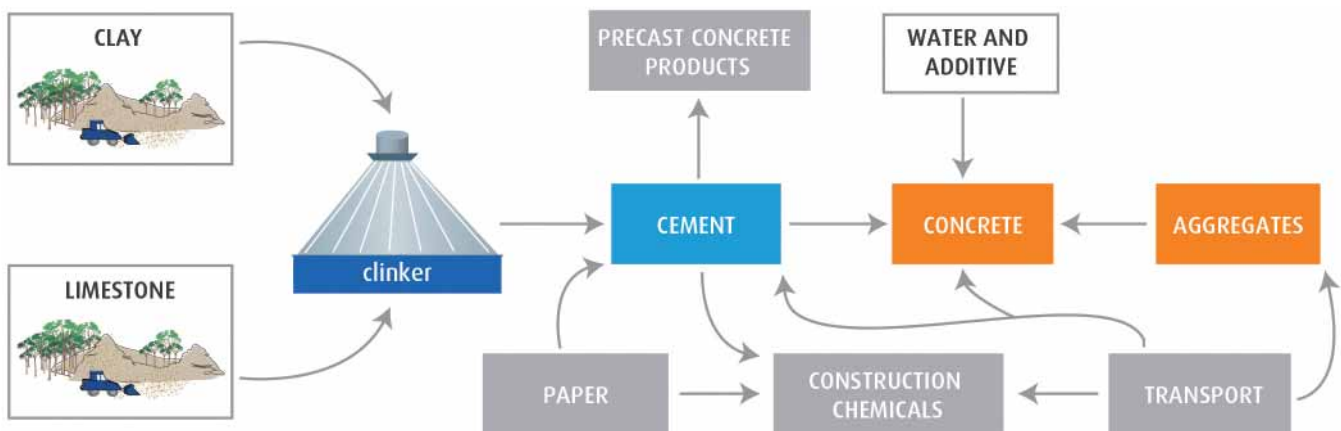 CLAY
LIMESTONE
clinker
PRECAST CONCRETE
PRODUCTS
WATER AND
ADDITIVE
CEMENT
CONCRETE
AGGREGATES
PAPER
CONSTRUCTION
CHEMICALS
TRANSPORT